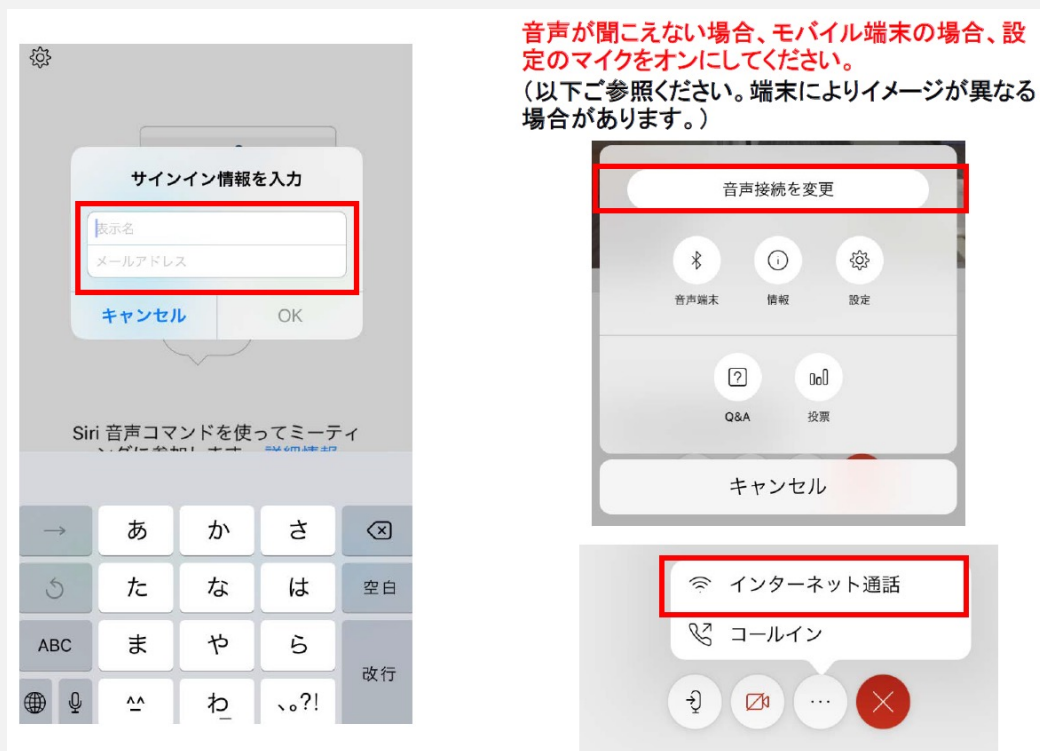 サインイン情報を入力
表示名
メールアドレス
キャンセル
OK
Siri 音声コマンドを使ってミーティ
ングに参加します。 詳細情報
→
あ
か
さ
た
な
は
空白
ABC
ま
や
ら
改行
^^
わ
、。?!
音声が聞こえない場合、モバイル端末の場合、設
定のマイクをオンにしてください。
(以下ご参照ください。端末によりイメージが異なる
場合があります。)
音声接続を変更
音声端末
情報
設定
Q&A
投票
キャンセル
インターネット通話
コールイン